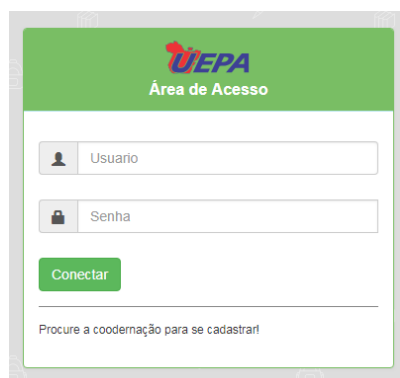 UEPA
Área de Acesso
Usuario
Senha
Conectar
Procure a coodernação para se cadastrar!